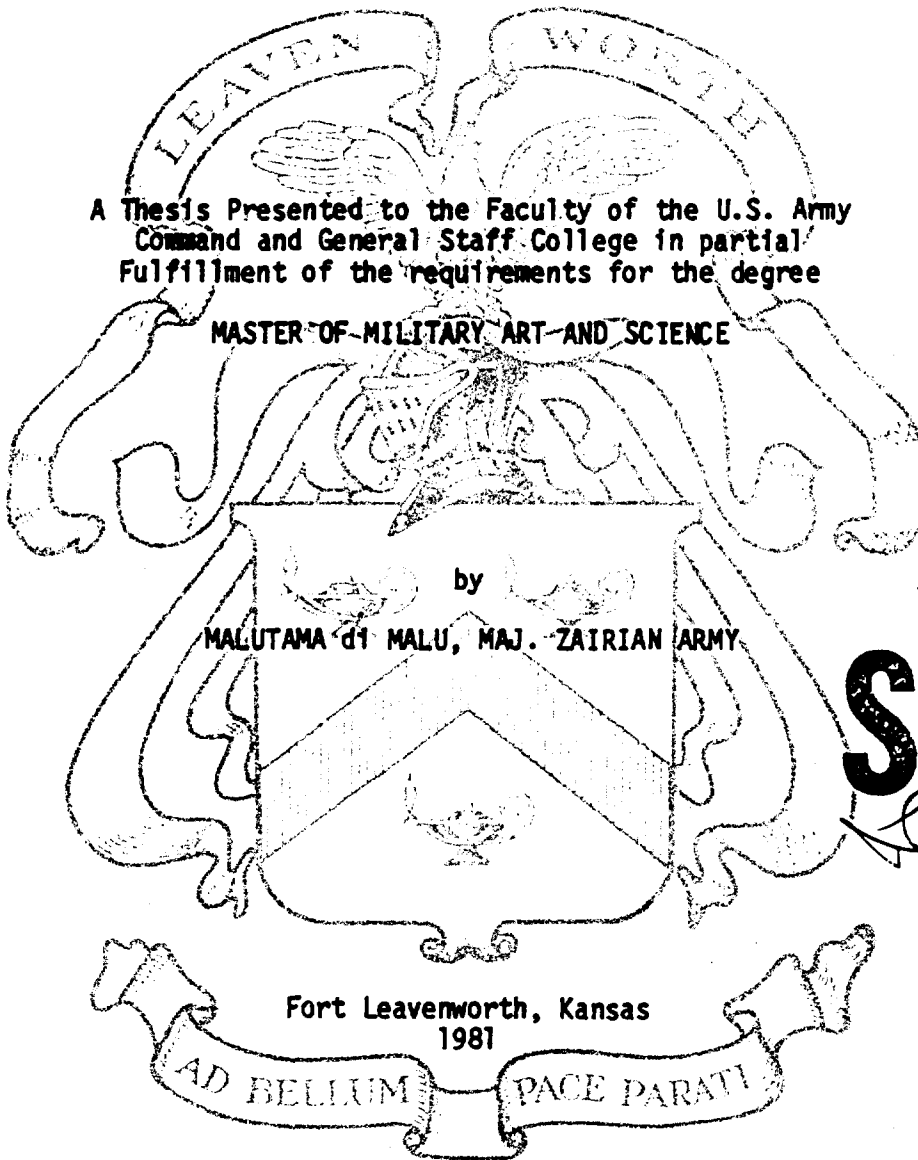 LEAVEN WORTH
A Thesis Presented to the Faculty of the U.S. Army
Command and General Staff College in partial
Fulfillment of the requirements for the degree
MASTER OF MILITARY ART AND SCIENCE
by
MALUTAMA di MALU, MAJ. ZAIRIAN ARMY
S
Fort Leavenworth, Kansas
1981
AD BELLUM PACE PARATI